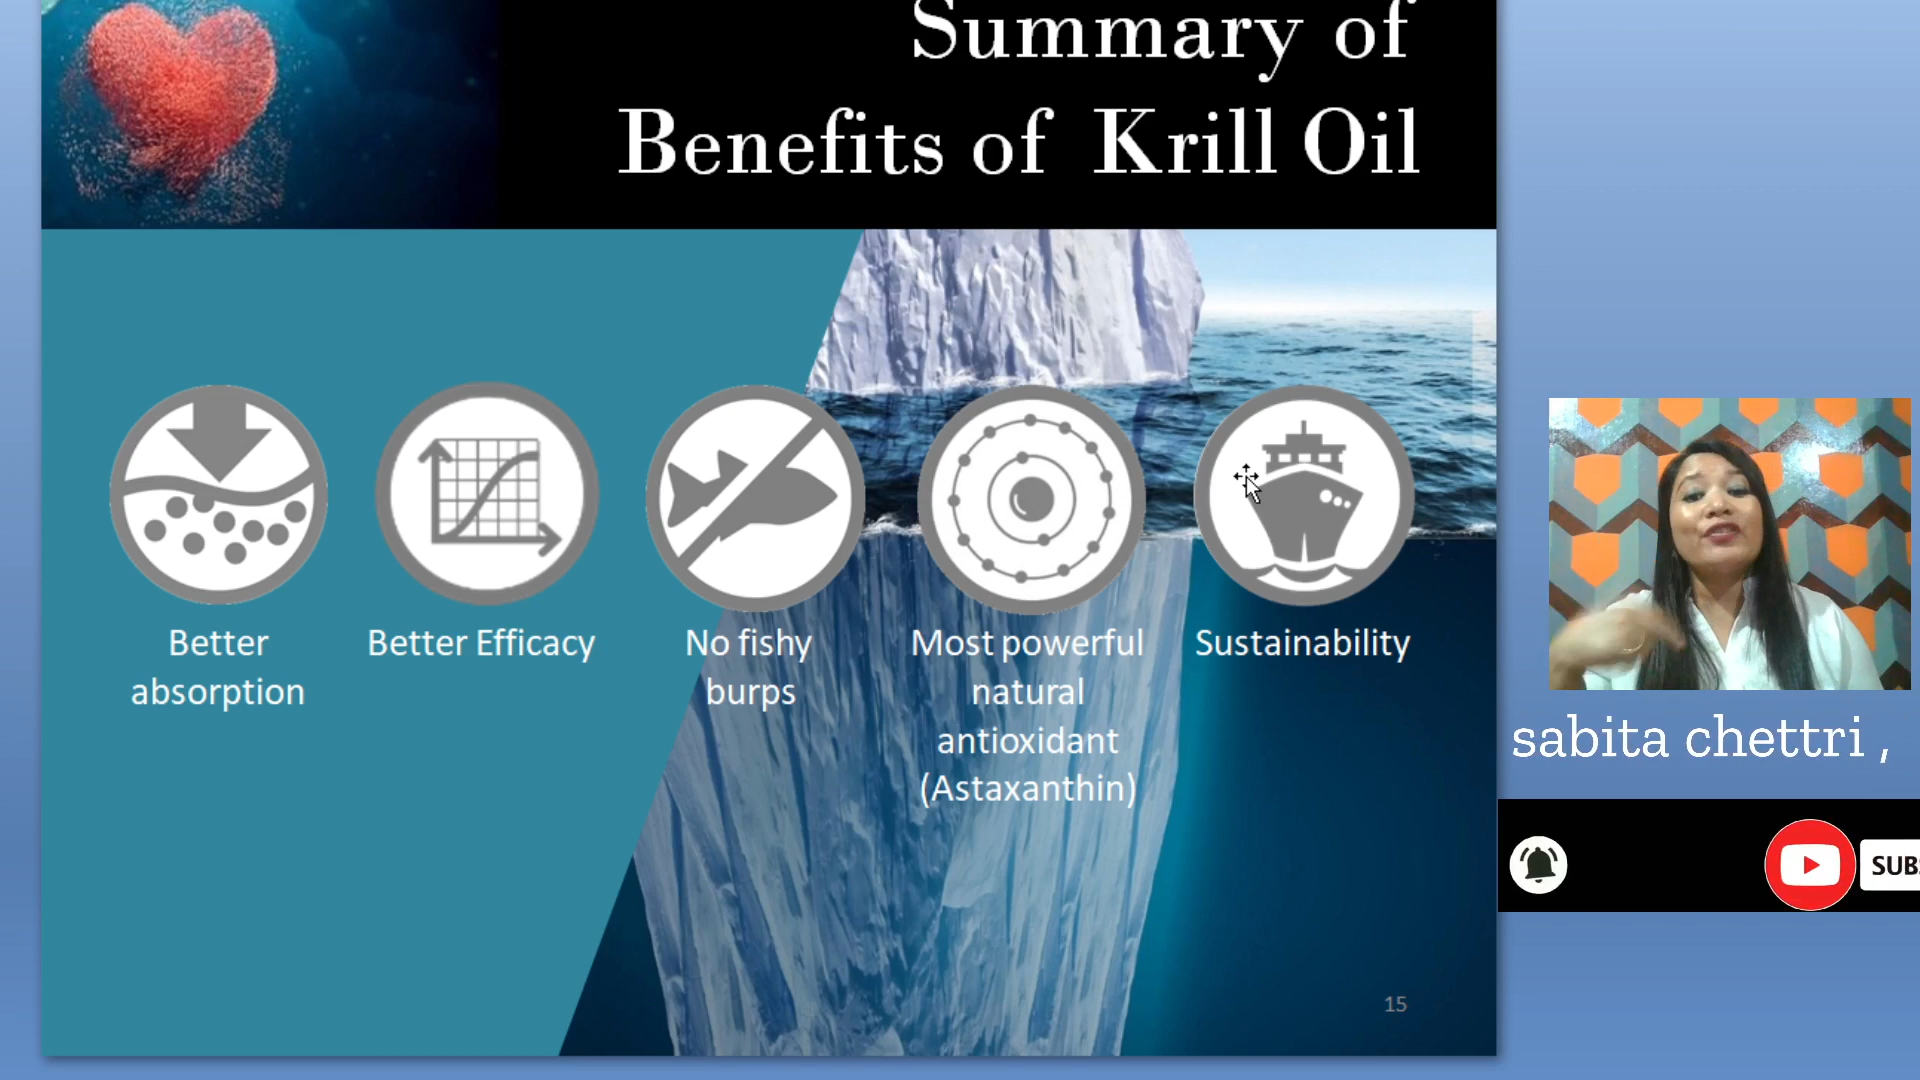 Summary of
Benefits of Krill Oil
Better
absorption
Better Efficacy
No fishy
burps
Most powerful
natural
antioxidant
(Astaxanthin)
Sustainability
15
sabita chettri ,
SUB